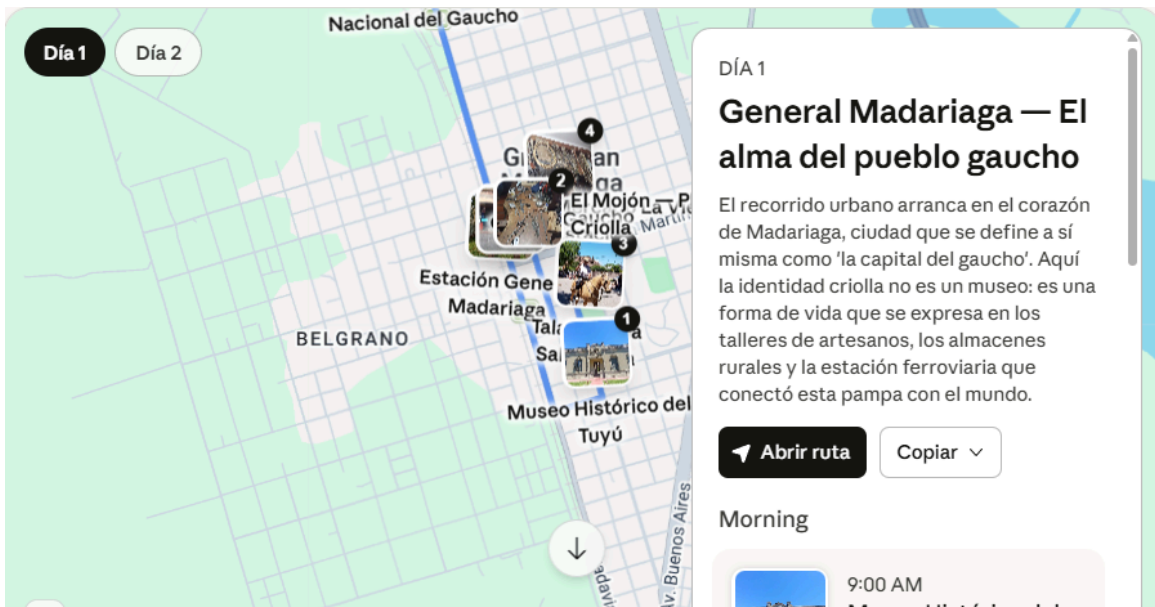 Nacional del Gaucho
Día 1
Día 2
4
2
El Mojón — P
Criolla
3
Estación Gene
Madariaga
1
BELGRANO
Museo Histórico del
Tuyú
Av. Buenos Aires
DÍA 1
General Madariaga — El
alma del pueblo gaucho
El recorrido urbano arranca en el corazón
de Madariaga, ciudad que se define a sí
misma como 'la capital del gaucho'. Aquí
la identidad criolla no es un museo: es una
forma de vida que se expresa en los
talleres de artesanos, los almacenes
rurales y la estación ferroviaria que
conectó esta pampa con el mundo.
Abrir ruta
Copiar
Morning
9:00 AM